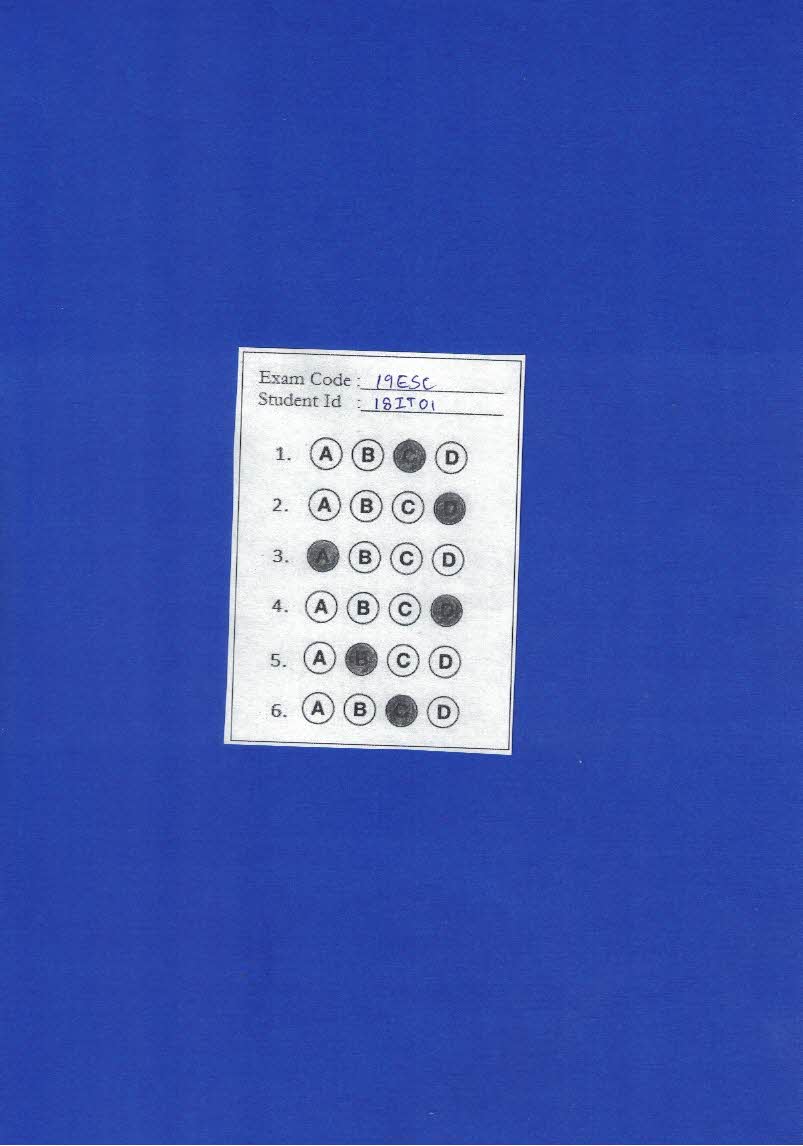 Exam Code : 19ESC
Student Id : 18IT01
1. A B C D
2. A B C D
3. A B C D
4. A B C D
5. A B C D
6. A B C D